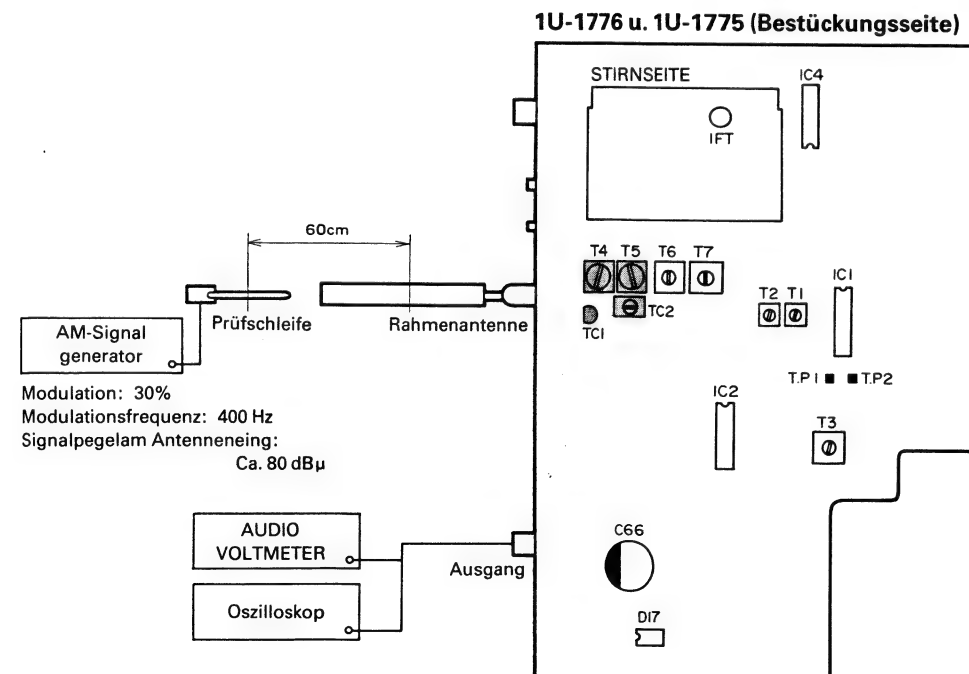 1U-1776 u. 1U-1775 (Bestückungsseite)
STIRNSEITE
IC4
IFT
60cm
T4 T5 T6 T7
IC1
T2 T1
Prüfschleife
Rahmenantenne
TC1
TC2
AM-Signal
generator
T.P1 T.P2
Modulation: 30%
Modulationsfrequenz: 400 Hz
Signalpegelam Antenneneing:
Ca. 80 dBµ
IC2
T3
AUDIO
VOLTMETER
Ausgang
C66
Oszilloskop
D17